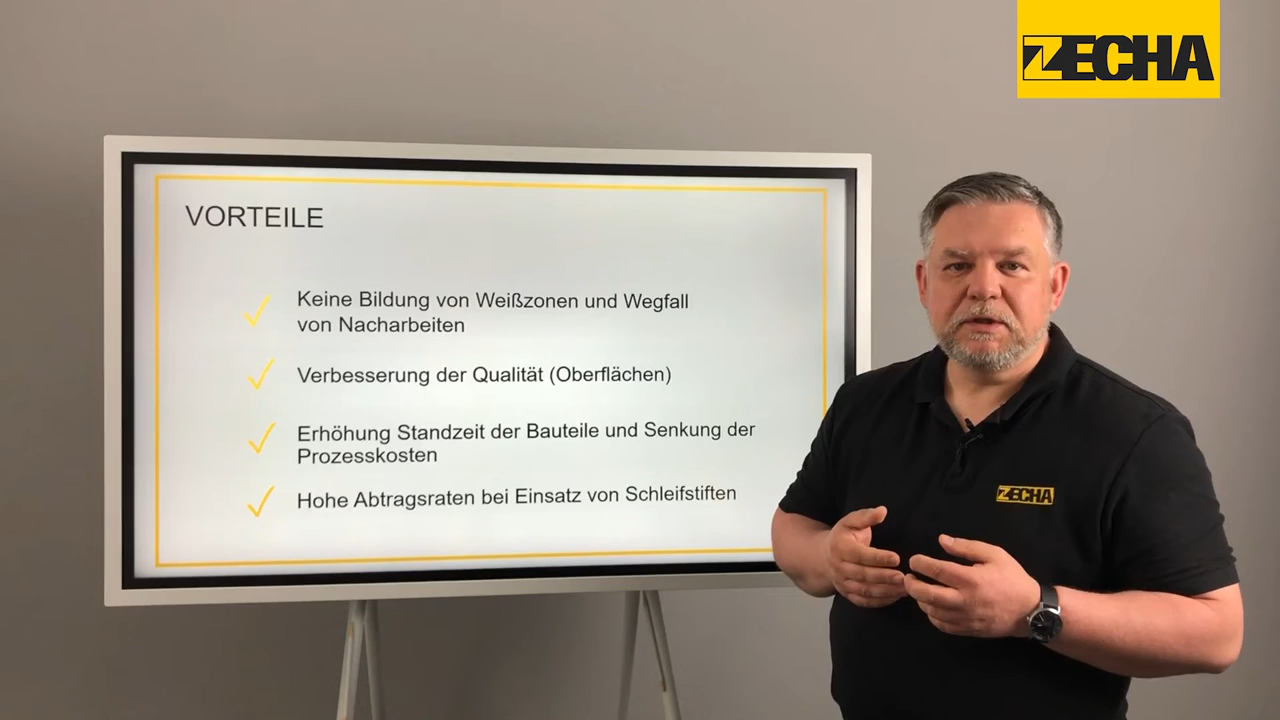 ZECHA
VORTEILE
Keine Bildung von Weißzonen und Wegfall
von Nacharbeiten
Verbesserung der Qualität (Oberflächen)
Erhöhung Standzeit der Bauteile und Senkung der
Prozesskosten
Hohe Abtragsraten bei Einsatz von Schleifstiften
ZECHA